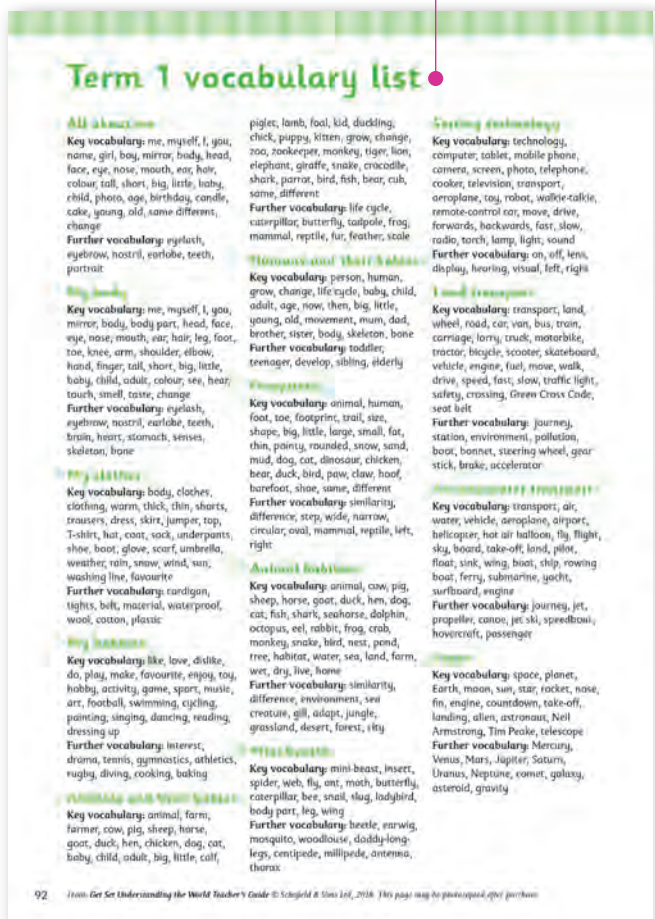 Term 1 vocabulary list
All about me
Key vocabulary: me, myself, I, you,
name, girl, boy, mirror, body, head,
face, eye, nose, mouth, ear, hair,
colour, tall, short, big, little, baby,
child, photo, age, birthday, candle,
cake, young, old, same different,
change
Further vocabulary: eyelash,
eyebrow, nostril, earlobe, teeth,
portrait
My body
Key vocabulary: me, myself, I, you,
mirror, body, body part, head, face,
eye, nose, mouth, ear, hair, leg, foot,
toe, knee, arm, shoulder, elbow,
hand, finger, tall, short, big, little,
baby, child, adult, colour, see, hear,
touch, smell, taste, change
Further vocabulary: eyelash,
eyebrow, nostril, earlobe, teeth,
brain, heart, stomach, senses,
skeleton, bone
My clothes
Key vocabulary: body, clothes,
clothing, warm, thick, thin, shorts,
trousers, dress, skirt, jumper, top,
T-shirt, hat, coat, sock, underpants,
shoe, boot, glove, scarf, umbrella,
weather, rain, snow, wind, sun,
washing line, favourite
Further vocabulary: cardigan,
tights, belt, material, waterproof,
wool, cotton, plastic
My hobbies
Key vocabulary: like, love, dislike,
do, play, make, favourite, enjoy, toy,
hobby, activity, game, sport, music,
art, football, swimming, cycling,
painting, singing, dancing, reading,
dressing up
Further vocabulary: interest,
drama, tennis, gymnastics, athletics,
rugby, diving, cooking, baking
Animals and their babies
Key vocabulary: animal, farm,
farmer, cow, pig, sheep, horse,
goat, duck, hen, chicken, dog, cat,
baby, child, adult, big, little, calf,
piglet, lamb, foal, kid, duckling,
chick, puppy, kitten, grow, change,
zoo, zookeeper, monkey, tiger, lion,
elephant, giraffe, snake, crocodile,
shark, parrot, bird, fish, bear, cub,
same, different
Further vocabulary: life cycle,
caterpillar, butterfly, tadpole, frog,
mammal, reptile, fur, feather, scale
Humans and their babies
Key vocabulary: person, human,
grow, change, life cycle, baby, child,
adult, age, now, then, big, little,
young, old, movement, mum, dad,
brother, sister, body, skeleton, bone
Further vocabulary: toddler,
teenager, develop, sibling, elderly
Footprints
Key vocabulary: animal, human,
foot, toe, footprint, trail, size,
shape, big, little, large, small, fat,
thin, pointy, rounded, snow, sand,
mud, dog, cat, dinosaur, chicken,
bear, duck, bird, paw, claw, hoof,
barefoot, shoe, same, different
Further vocabulary: similarity,
difference, step, wide, narrow,
circular, oval, mammal, reptile, left,
right
Animal habitats
Key vocabulary: animal, cow, pig,
sheep, horse, goat, duck, hen, dog,
cat, fish, shark, seahorse, dolphin,
octopus, eel, rabbit, frog, crab,
monkey, snake, bird, nest, pond,
tree, habitat, water, sea, land, farm,
wet, dry, live, home
Further vocabulary: similarity,
difference, environment, sea
creature, gill, adapt, jungle,
grassland, desert, forest, city
Mini-beasts
Key vocabulary: mini-beast, insect,
spider, web, fly, ant, moth, butterfly,
caterpillar, bee, snail, slug, ladybird,
body part, leg, wing
Further vocabulary: beetle, earwig,
mosquito, woodlouse, daddy-long-
legs, centipede, millipede, antenna,
thorax
technology
Key vocabulary: technology,
computer, tablet, mobile phone,
camera, screen, photo, telephone,
cooker, television, transport,
aeroplane, toy, robot, walkie-talkie,
remote-control car, move, drive,
forwards, backwards, fast, slow,
radio, torch, lamp, light, sound
Further vocabulary: on, off, lens,
display, hearing, visual, left, right
Land transport
Key vocabulary: transport, land,
wheel, road, car, van, bus, train,
carriage, lorry, truck, motorbike,
tractor, bicycle, scooter, skateboard,
vehicle, engine, fuel, move, walk,
drive, speed, fast, slow, traffic light,
safety, crossing, Green Cross Code,
seat belt
Further vocabulary: journey,
station, environment, pollution,
boot, bonnet, steering wheel, gear
stick, brake, accelerator
transport
Key vocabulary: transport, air,
water, vehicle, aeroplane, airport,
helicopter, hot air balloon, fly, flight,
sky, board, take-off, land, pilot,
float, sink, wing, boat, ship, rowing
boat, ferry, submarine, yacht,
surfboard, engine
Further vocabulary: journey, jet,
propeller, canoe, jet ski, speedboat,
hovercraft, passenger
Space
Key vocabulary: space, planet,
Earth, moon, sun, star, rocket, nose,
fin, engine, countdown, take-off,
landing, alien, astronaut, Neil
Armstrong, Tim Peake, telescope
Further vocabulary: Mercury,
Venus, Mars, Jupiter, Saturn,
Uranus, Neptune, comet, galaxy,
asteroid, gravity
92 From Get Set Understanding the World Teacher's Guide © Schofield & Sims Ltd, 2018. This page may be photocopied after purchase.